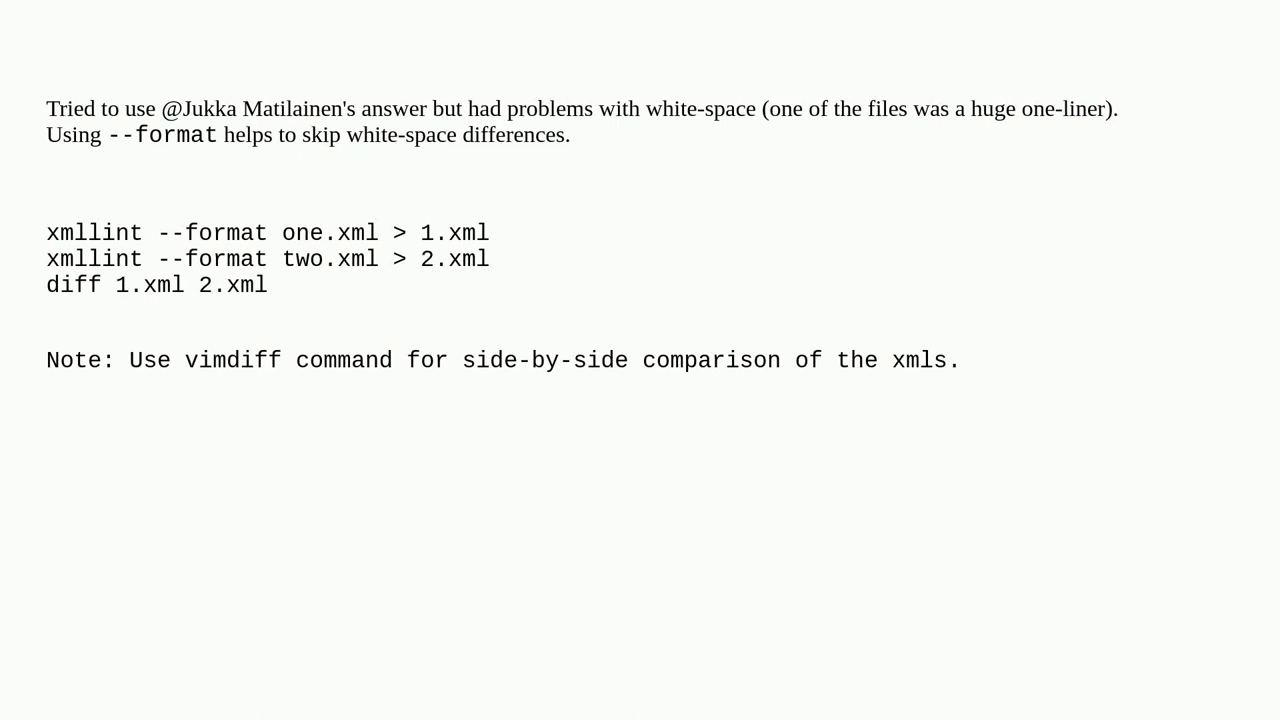 Tried to use @Jukka Matilainen's answer but had problems with white-space (one of the files was a huge one-liner).
Using --format helps to skip white-space differences.
xmllint --format one.xml > 1.xml
xmllint --format two.xml > 2.xml
diff 1.xml 2.xml
Note: Use vimdiff command for side-by-side comparison of the xmls.